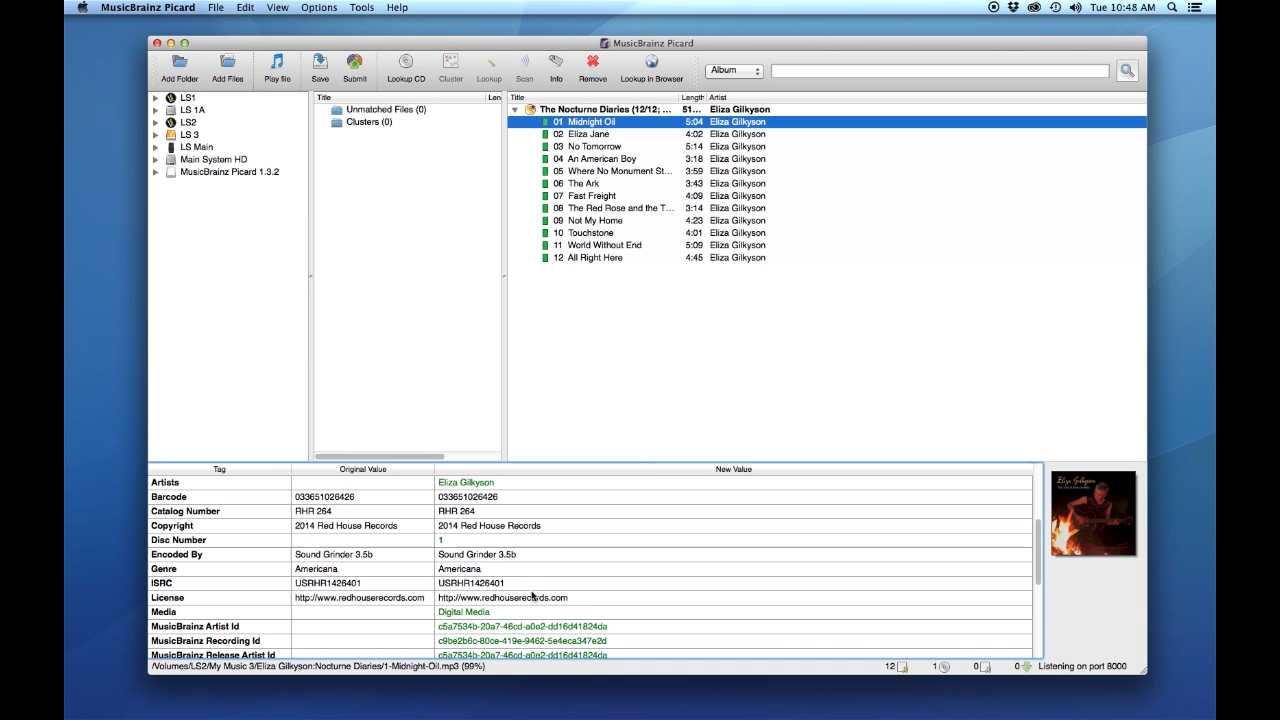 MusicBrainz Picard File Edit View Options Tools Help Tue 10:48 AM
MusicBrainz Picard
Add Folder Add Files Play file Save Submit Lookup CD Cluster Lookup Scan Info Remove Lookup in Browser Album
Title Len Title Length Artist
LS1
LS 1A
LS2
LS 3
LS Main
Main System HD
MusicBrainz Picard 1.3.2
Unmatched Files (0)
Clusters (0)
The Nocturne Diaries (12/12; ... 51... Eliza Gilkyson
01 Midnight Oil 5:04 Eliza Gilkyson
02 Eliza Jane 4:02 Eliza Gilkyson
03 No Tomorrow 5:14 Eliza Gilkyson
04 An American Boy 3:18 Eliza Gilkyson
05 Where No Monument St... 3:59 Eliza Gilkyson
06 The Ark 3:43 Eliza Gilkyson
07 Fast Freight 4:09 Eliza Gilkyson
08 The Red Rose and the T... 3:14 Eliza Gilkyson
09 Not My Home 4:23 Eliza Gilkyson
10 Touchstone 4:01 Eliza Gilkyson
11 World Without End 5:09 Eliza Gilkyson
12 All Right Here 4:45 Eliza Gilkyson
Tag Original Value New Value
Artists Eliza Gilkyson
Barcode 033651026426 033651026426
Catalog Number RHR 264 RHR 264
Copyright 2014 Red House Records 2014 Red House Records
Disc Number 1
Encoded By Sound Grinder 3.5b Sound Grinder 3.5b
Genre Americana Americana
ISRC USRHR1426401 USRHR1426401
License http://www.redhouserecords.com http://www.redhouserecords.com
Media Digital Media
MusicBrainz Artist Id c5a7534b-20a7-46cd-a0e2-dd16d41824da
MusicBrainz Recording Id c9be2b6c-80ce-419e-9462-5e4eca347e2d
MusicBrainz Release Artist Id c5a7534b-20a7-46cd-a0e2-dd16d41824da
Eliza Gilkyson
/Volumes/LS2/My Music 3/Eliza Gilkyson:Nocturne Diaries/1-Midnight-Oil.mp3 (99%) 12 1 0 0 Listening on port 8000